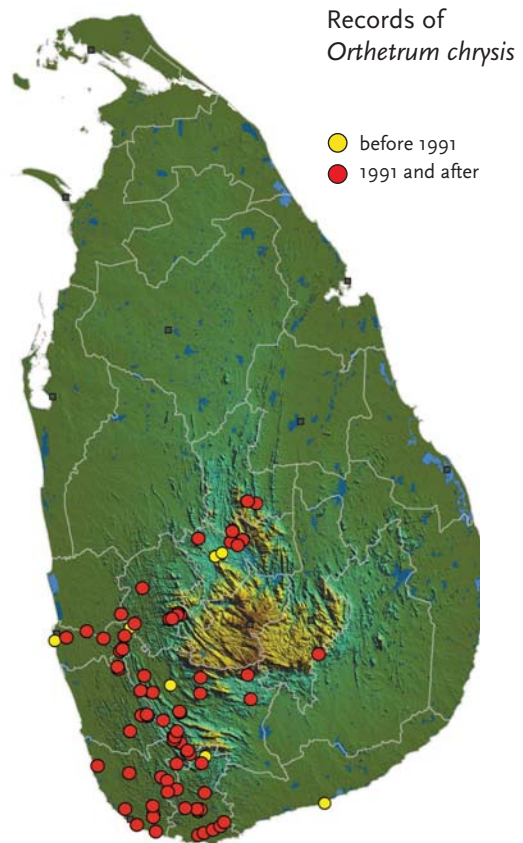 Records of
Orthetrum chrysis
before 1991
1991 and after